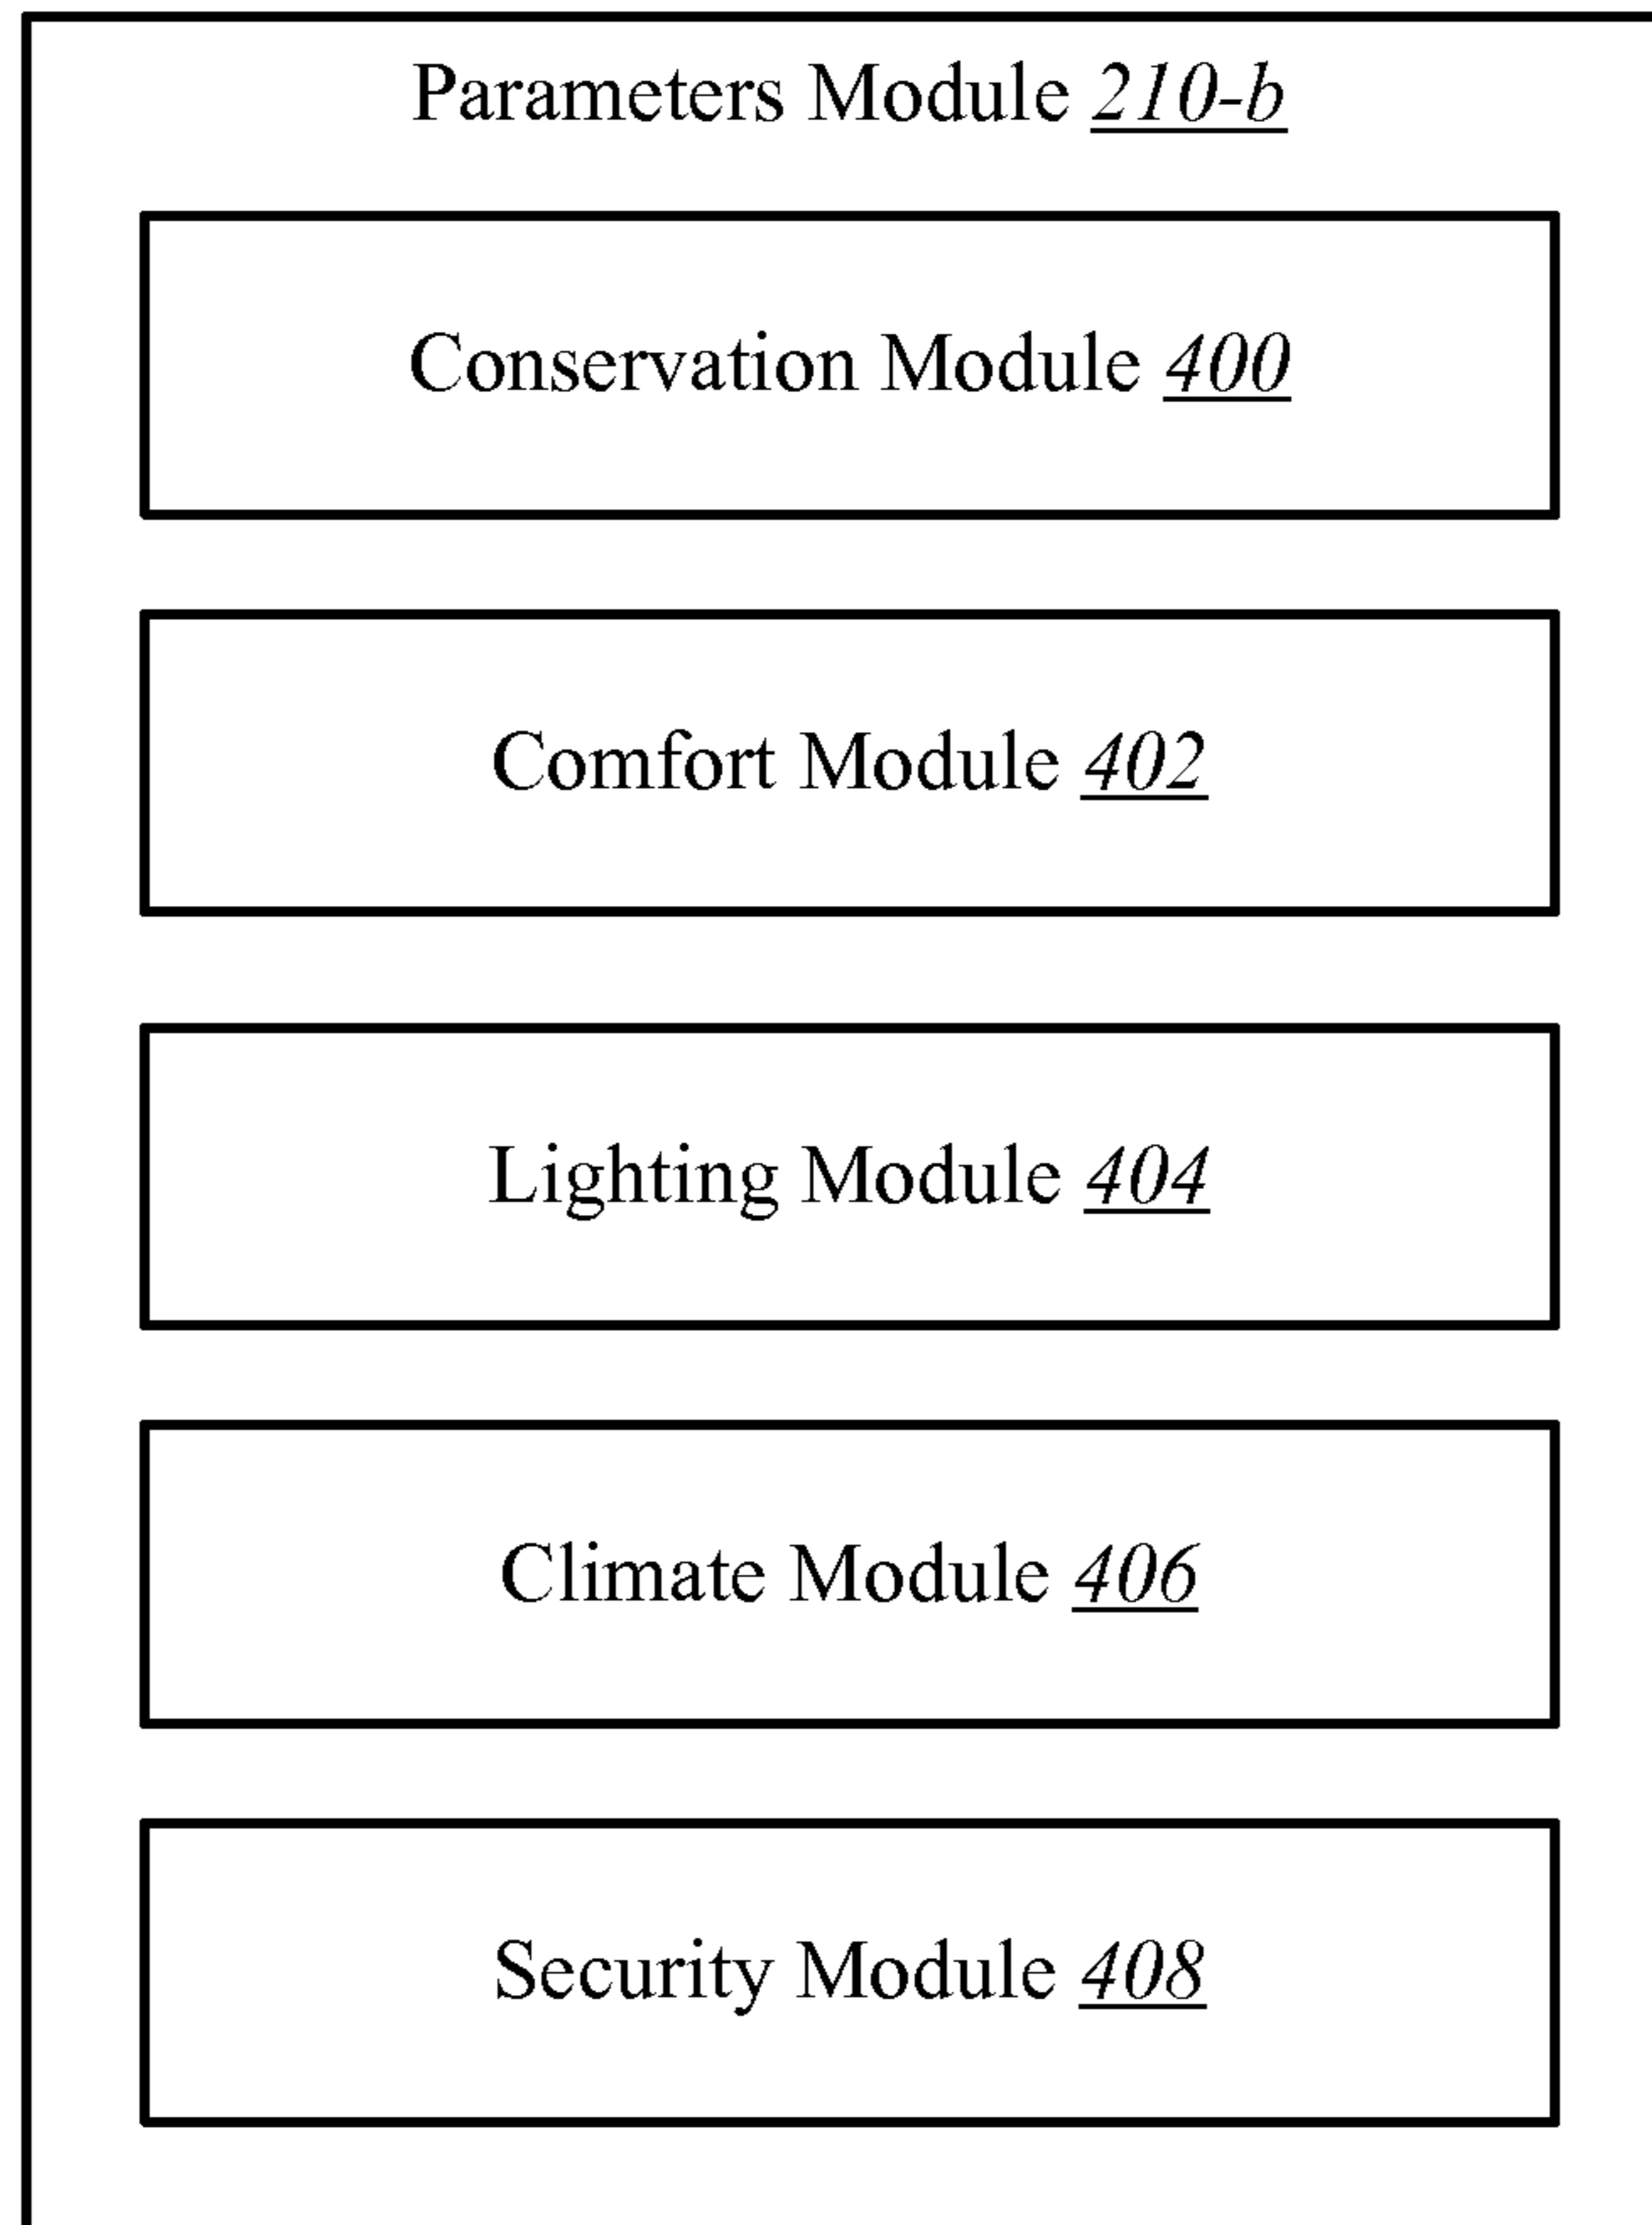 Parameters Module 210-b
Conservation Module 400
Comfort Module 402
Lighting Module 404
Climate Module 406
Security Module 408